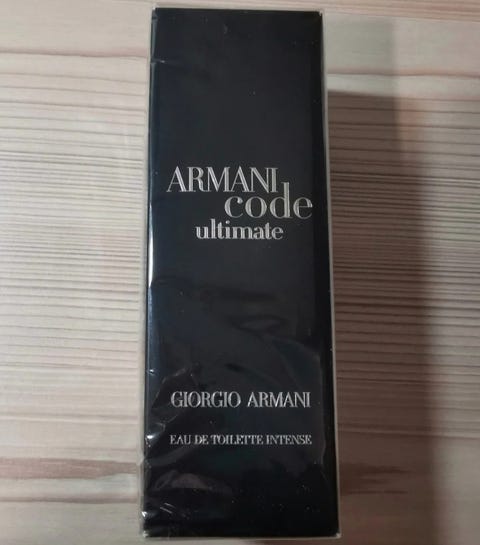 ARMANI
code
ultimate
GIORGIO ARMANI
EAU DE TOILETTE INTENSE